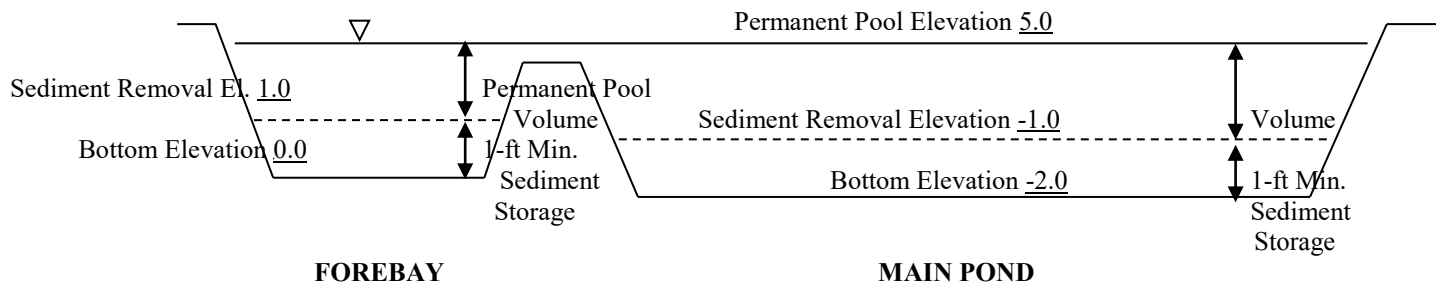 Permanent Pool Elevation 5.0
Sediment Removal El. 1.0
Permanent Pool
Volume
Sediment Removal Elevation -1.0
Volume
Bottom Elevation 0.0
1-ft Min.
Sediment
Storage
Bottom Elevation -2.0
1-ft Min.
Sediment
Storage
FOREBAY
MAIN POND